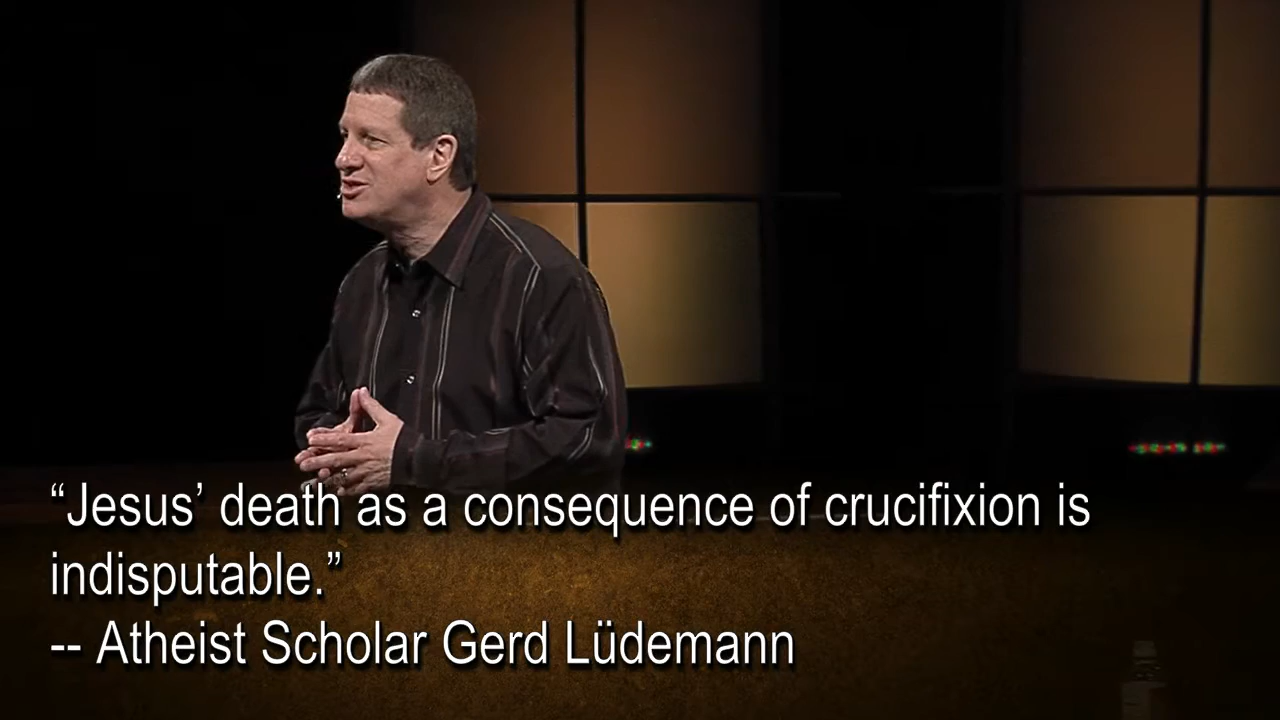 “Jesus’ death as a consequence of crucifixion is
indisputable.”
-- Atheist Scholar Gerd Lüdemann